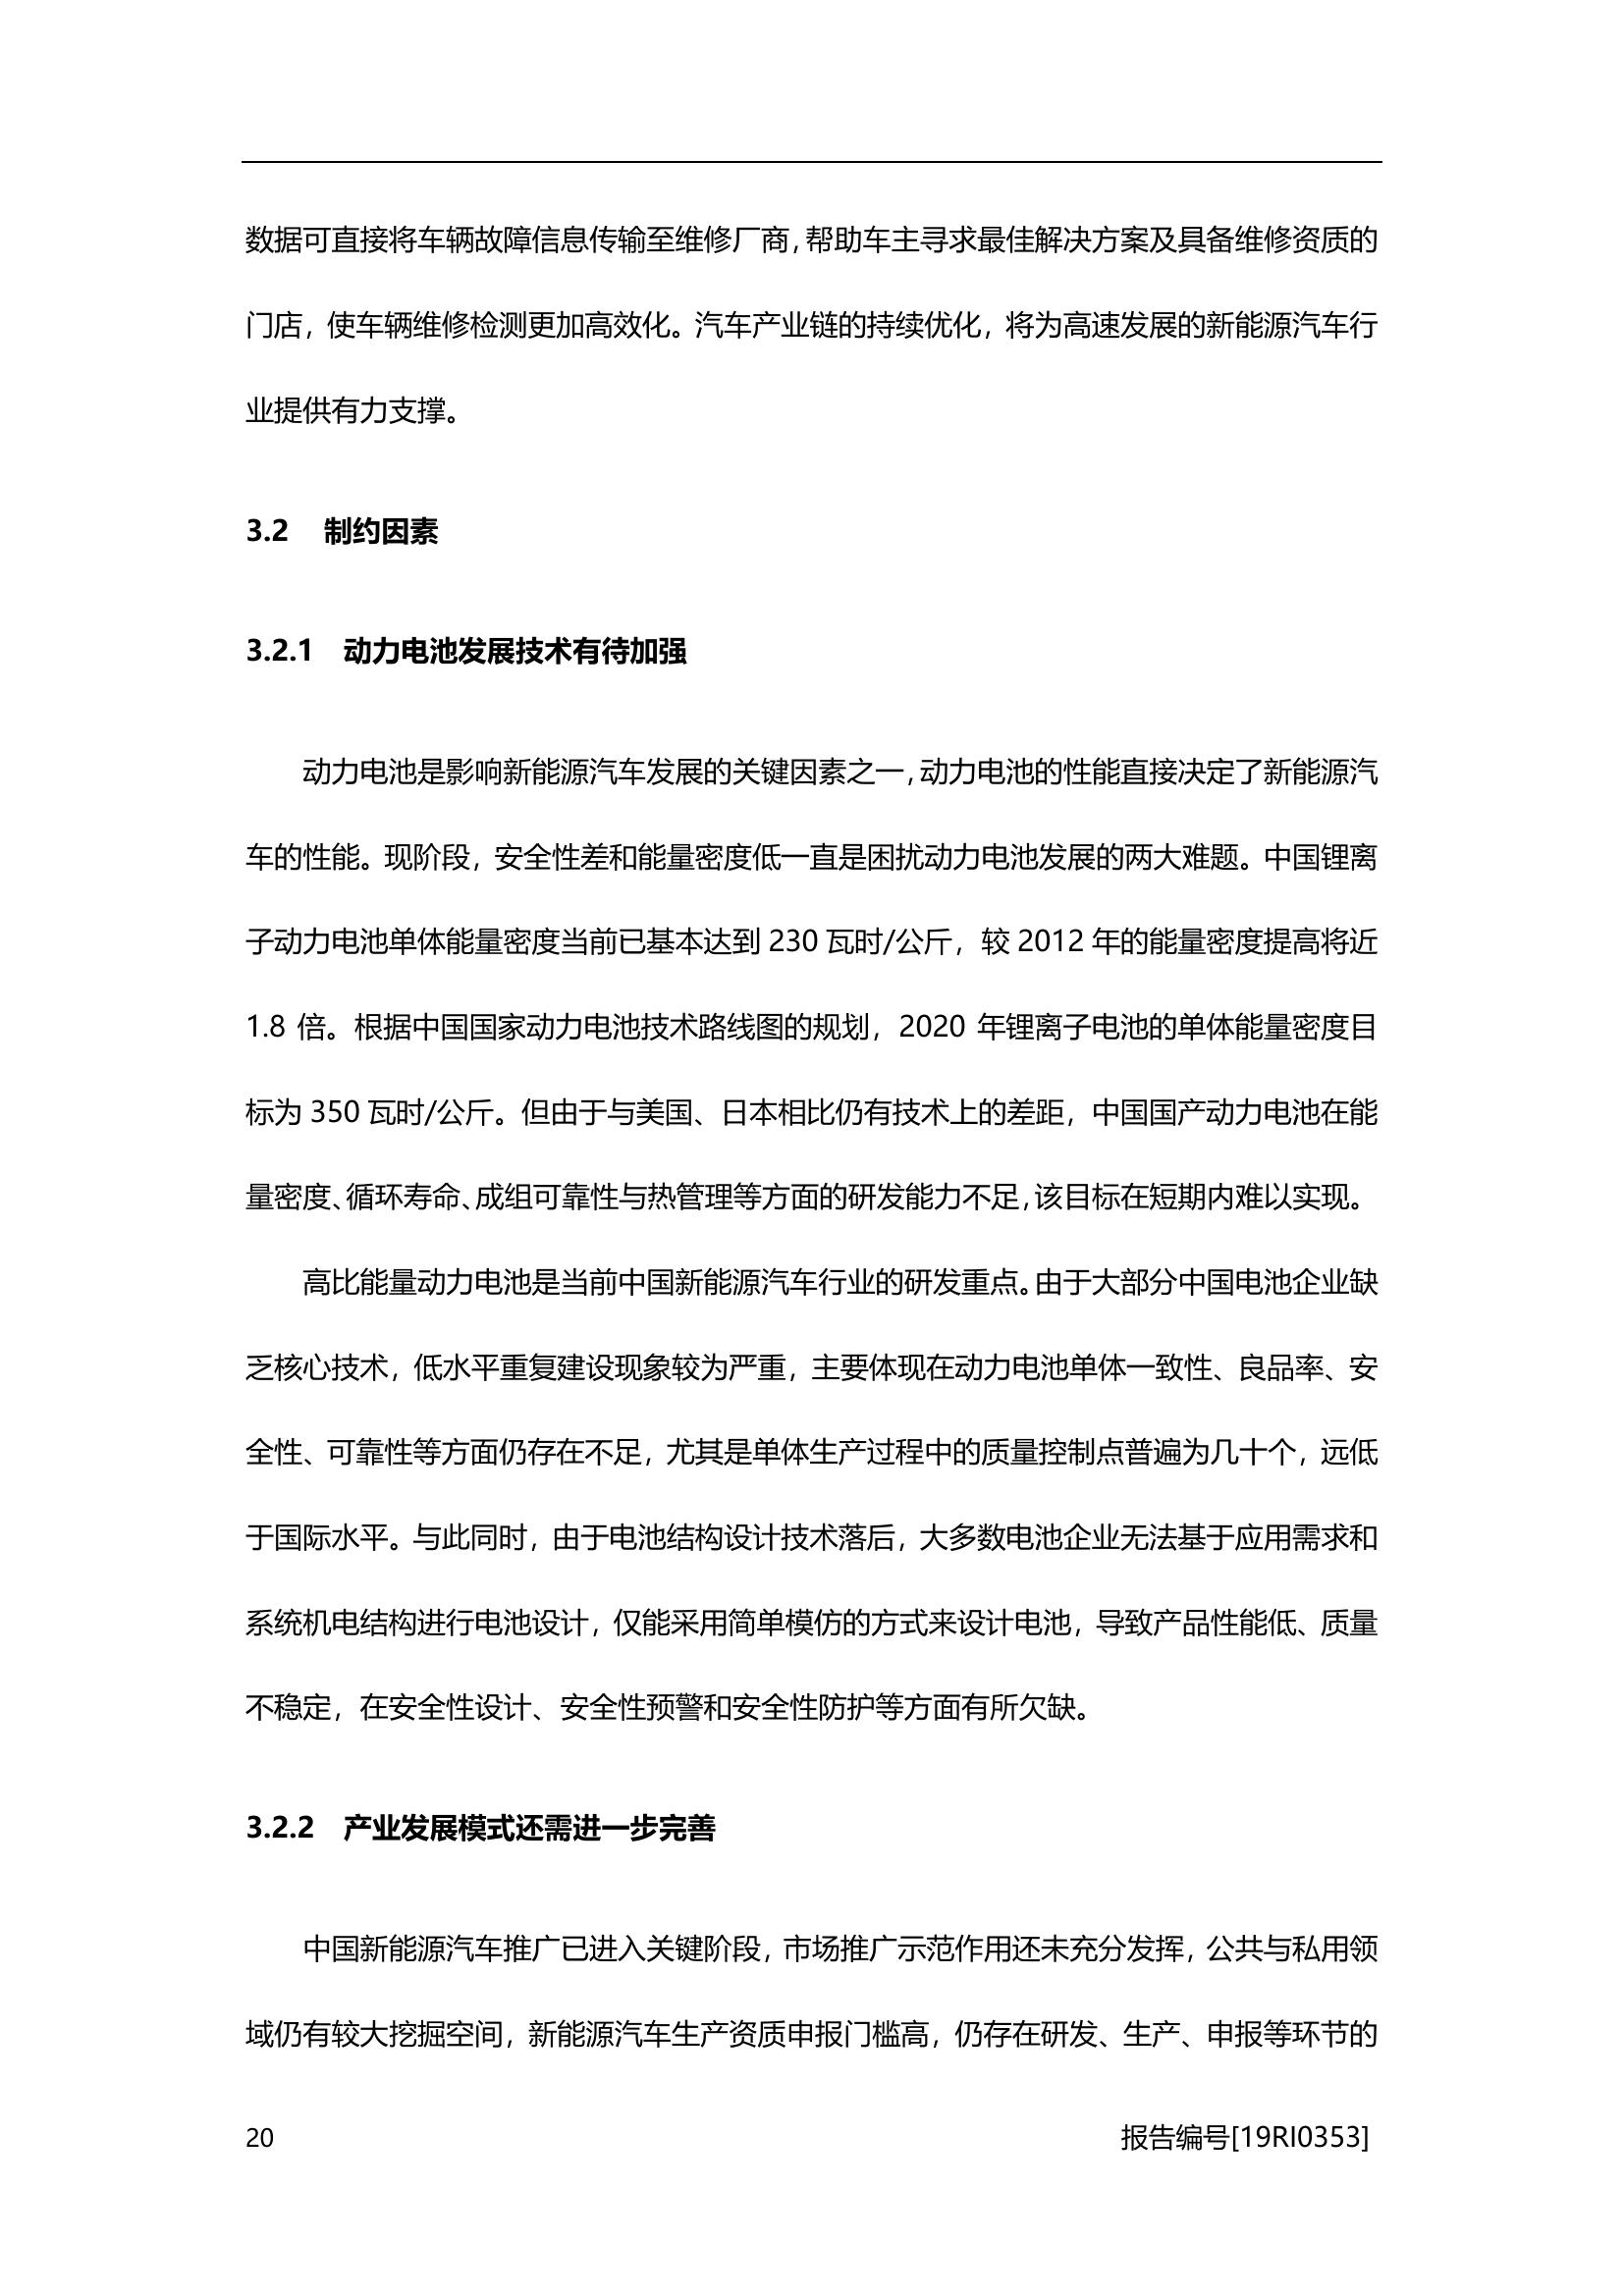 数据可直接将车辆故障信息传输至维修厂商，帮助车主寻求最佳解决方案及具备维修资质的
门店，使车辆维修检测更加高效化。汽车产业链的持续优化，将为高速发展的新能源汽车行
业提供有力支撑。
3.2 制约因素
3.2.1 动力电池发展技术有待加强
动力电池是影响新能源汽车发展的关键因素之一，动力电池的性能直接决定了新能源汽
车的性能。现阶段，安全性差和能量密度低一直是困扰动力电池发展的两大难题。中国锂离
子动力电池单体能量密度当前已基本达到 230 瓦时/公斤，较 2012 年的能量密度提高将近
1.8 倍。根据中国国家动力电池技术路线图的规划，2020 年锂离子电池的单体能量密度目
标为 350 瓦时/公斤。但由于与美国、日本相比仍有技术上的差距，中国国产动力电池在能
量密度、循环寿命、成组可靠性与热管理等方面的研发能力不足，该目标在短期内难以实现。
高比能量动力电池是当前中国新能源汽车行业的研发重点。由于大部分中国电池企业缺
乏核心技术，低水平重复建设现象较为严重，主要体现在动力电池单体一致性、良品率、安
全性、可靠性等方面仍存在不足，尤其是单体生产过程中的质量控制点普遍为几十个，远低
于国际水平。与此同时，由于电池结构设计技术落后，大多数电池企业无法基于应用需求和
系统机电结构进行电池设计，仅能采用简单模仿的方式来设计电池，导致产品性能低、质量
不稳定，在安全性设计、安全性预警和安全性防护等方面有所欠缺。
3.2.2 产业发展模式还需进一步完善
中国新能源汽车推广已进入关键阶段，市场推广示范作用还未充分发挥，公共与私用领
域仍有较大挖掘空间，新能源汽车生产资质申报门槛高，仍存在研发、生产、申报等环节的
20 报告编号[19RI0353]